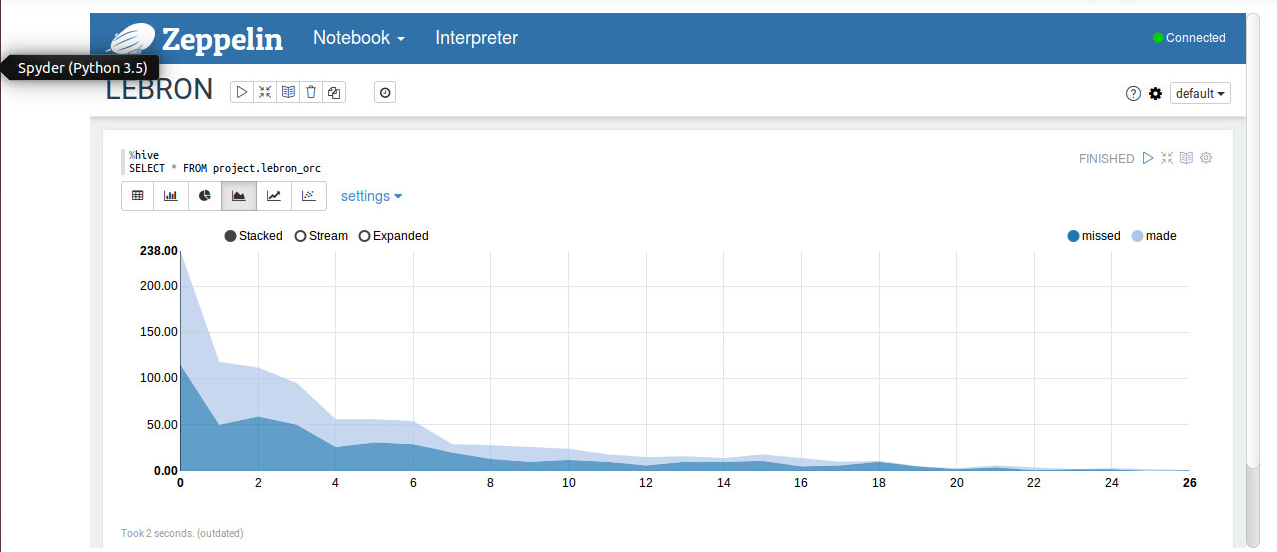 Zeppelin Notebook Interpreter Connected
Spyder (Python 3.5)
LEBRON default
%hive
FINISHED
SELECT * FROM project.lebron_orc
settings
Stacked Stream Expanded missed made
238.00
200.00
150.00
100.00
50.00
0.00
0 2 4 6 8 10 12 14 16 18 20 22 24 26
Took 2 seconds. (outdated)